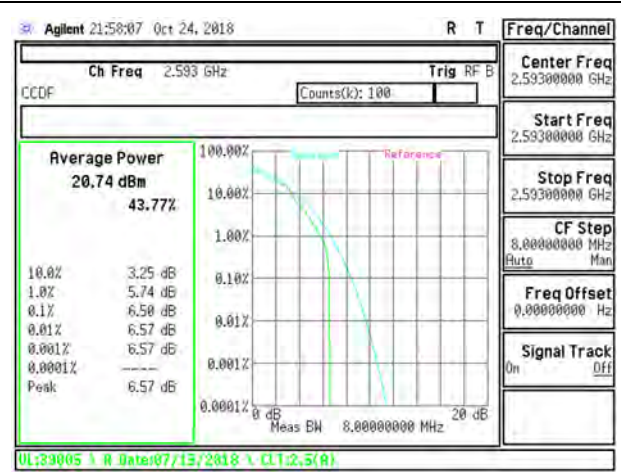 Agilent 21:58:07 Oct 24, 2018 R T
Freq/Channel
Ch Freq 2.593 GHz Trig RF B
CCDF Counts(k): 100
Center Freq
2.59300000 GHz
Start Freq
2.59300000 GHz
Stop Freq
2.59300000 GHz
CF Step
8.00000000 MHz
Auto Man
Freq Offset
0.00000000 Hz
Signal Track
On Off
Average Power
20.74 dBm
43.77%
10.0% 3.25 dB
1.0% 5.74 dB
0.1% 6.50 dB
0.01% 6.57 dB
0.001% 6.57 dB
0.0001% ----
Peak 6.57 dB
Reference
100.00%
10.00%
1.00%
0.10%
0.01%
0.001%
0.0001%
0 dB 20 dB
Meas BW 8.00000000 MHz
UL:39005 \ R Date:07/13/2018 \ CLT:2.5(A)